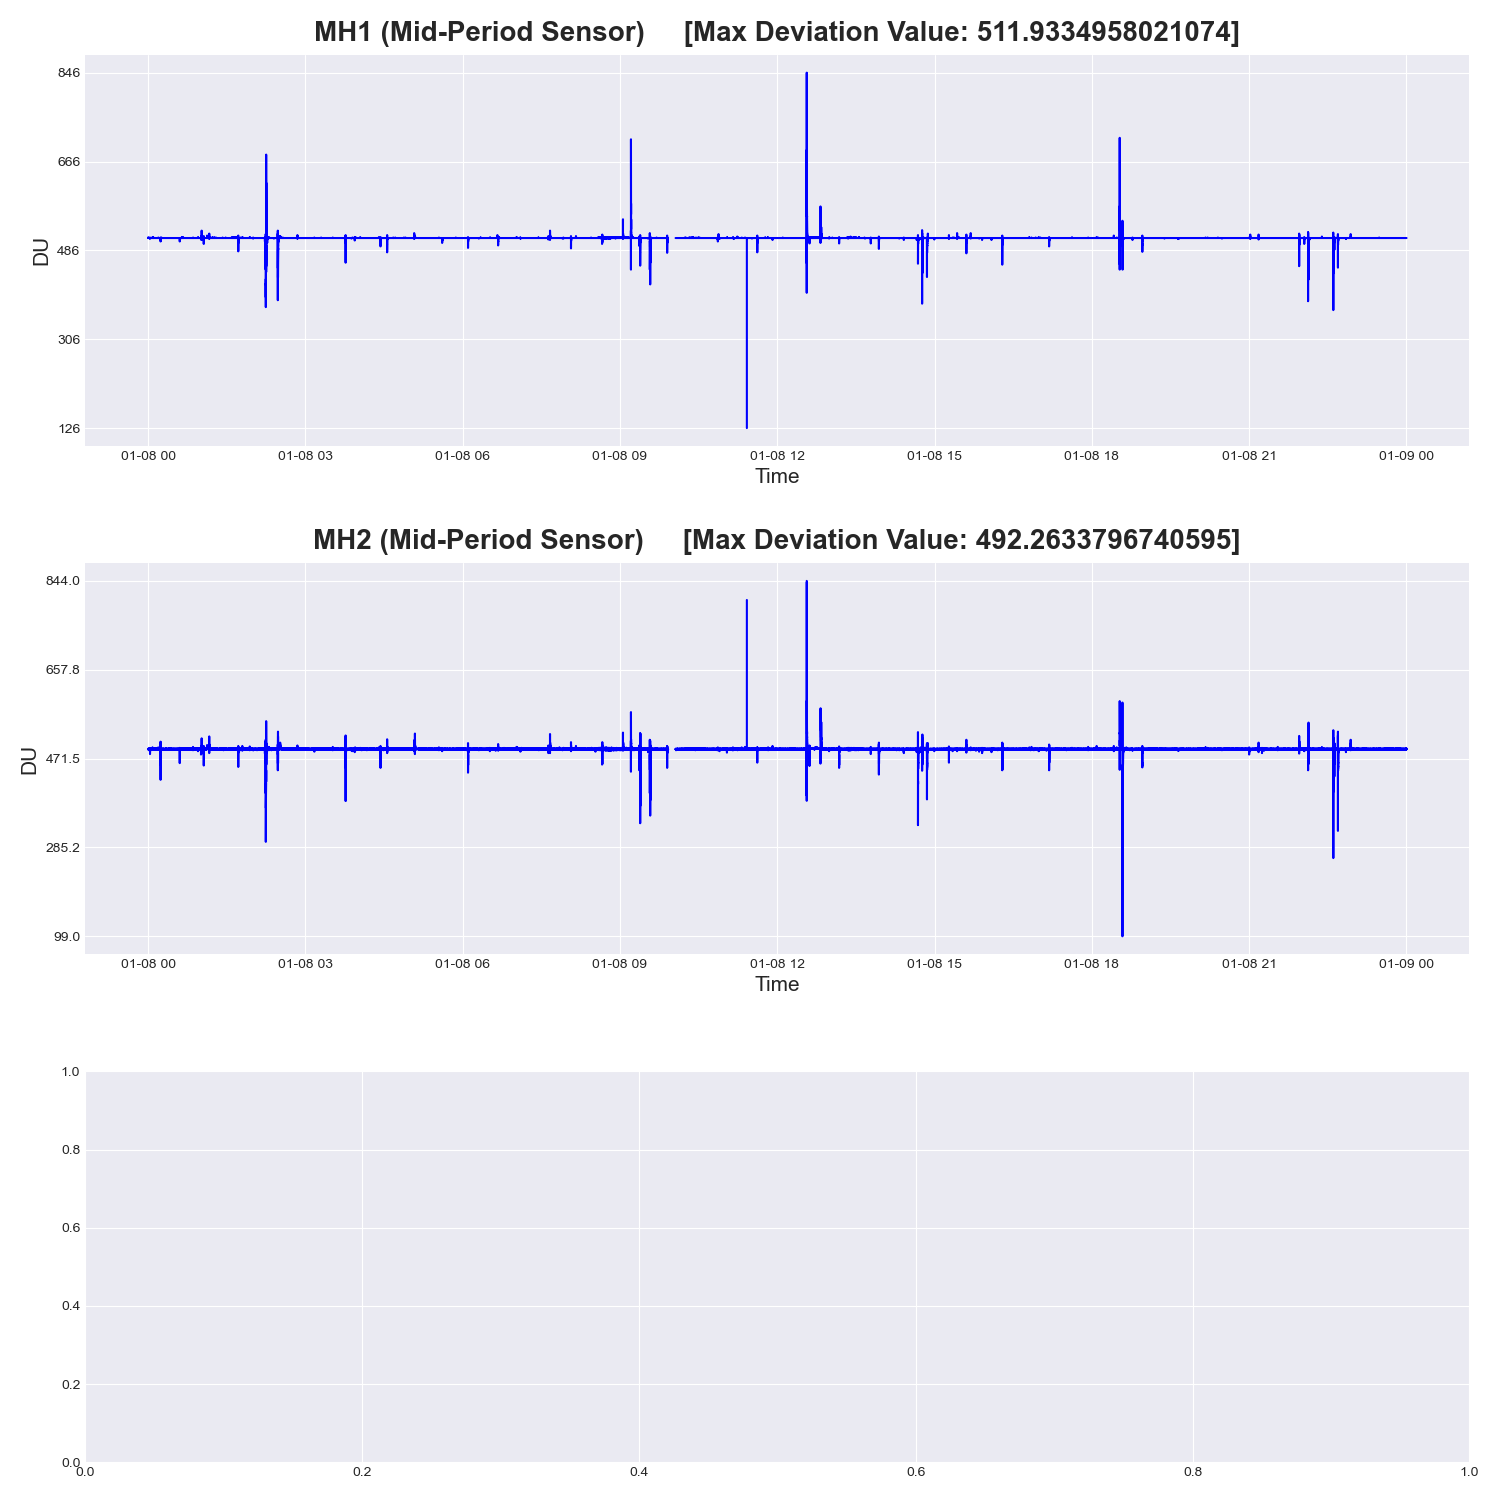 MH1 (Mid-Period Sensor) [Max Deviation Value: 511.9334958021074]
846
666
486
306
126
DU
01-08 00 01-08 03 01-08 06 01-08 09 01-08 12 01-08 15 01-08 18 01-08 21 01-09 00
Time
MH2 (Mid-Period Sensor) [Max Deviation Value: 492.2633796740595]
844.0
657.8
471.5
285.2
99.0
DU
01-08 00 01-08 03 01-08 06 01-08 09 01-08 12 01-08 15 01-08 18 01-08 21 01-09 00
Time
1.0
0.8
0.6
0.4
0.2
0.0
0.0 0.2 0.4 0.6 0.8 1.0